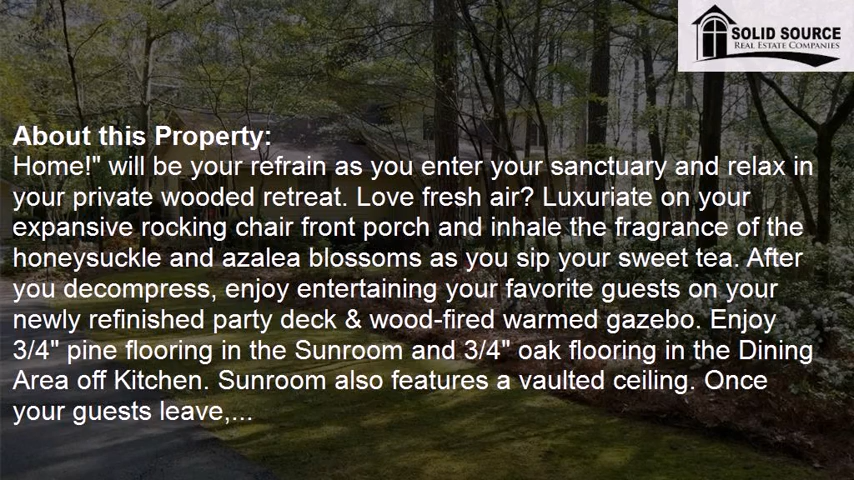 SOLID SOURCE
REAL ESTATE COMPANIES
About this Property:
Home!" will be your refrain as you enter your sanctuary and relax in
your private wooded retreat. Love fresh air? Luxuriate on your
expansive rocking chair front porch and inhale the fragrance of the
honeysuckle and azalea blossoms as you sip your sweet tea. After
you decompress, enjoy entertaining your favorite guests on your
newly refinished party deck & wood-fired warmed gazebo. Enjoy
3/4" pine flooring in the Sunroom and 3/4" oak flooring in the Dining
Area off Kitchen. Sunroom also features a vaulted ceiling. Once
your guests leave,...